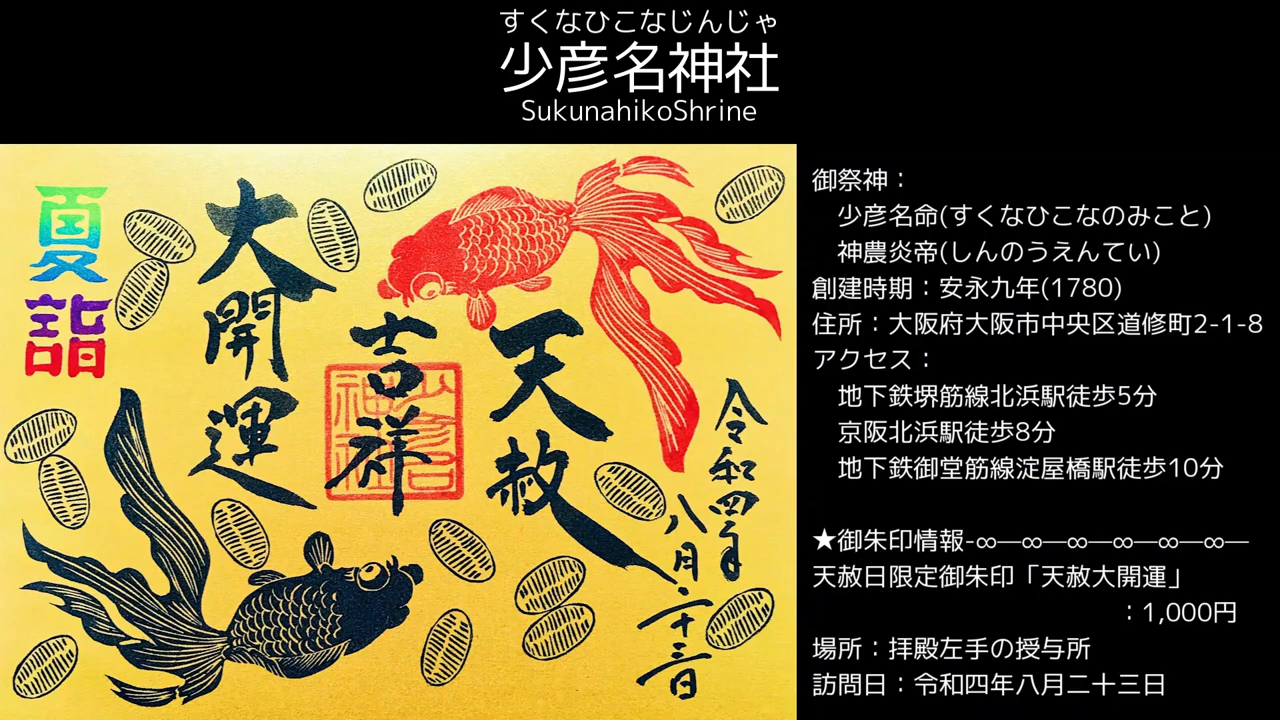 すくなひこなじんじゃ
少彦名神社
SukunahikoShrine
夏詣
大開運
吉祥
天赦
少彦名神社
令和四年
八月二十三日
御祭神：
少彦名命(すくなひこなのみこと)
神農炎帝(しんのうえんてい)
創建時期：安永九年(1780)
住所：大阪府大阪市中央区道修町2-1-8
アクセス：
地下鉄堺筋線北浜駅徒歩5分
京阪北浜駅徒歩8分
地下鉄御堂筋線淀屋橋駅徒歩10分
★御朱印情報-∞—∞—∞—∞—∞—∞—
天赦日限定御朱印「天赦大開運」
：1,000円
場所：拝殿左手の授与所
訪問日：令和四年八月二十三日